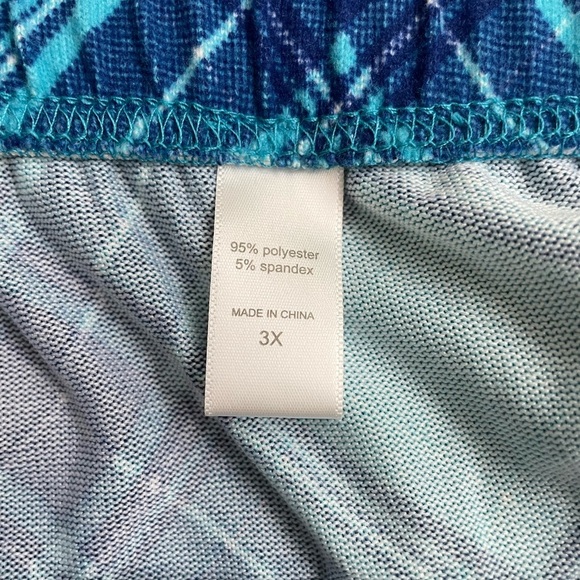 95% polyester
5% spandex
MADE IN CHINA
3X